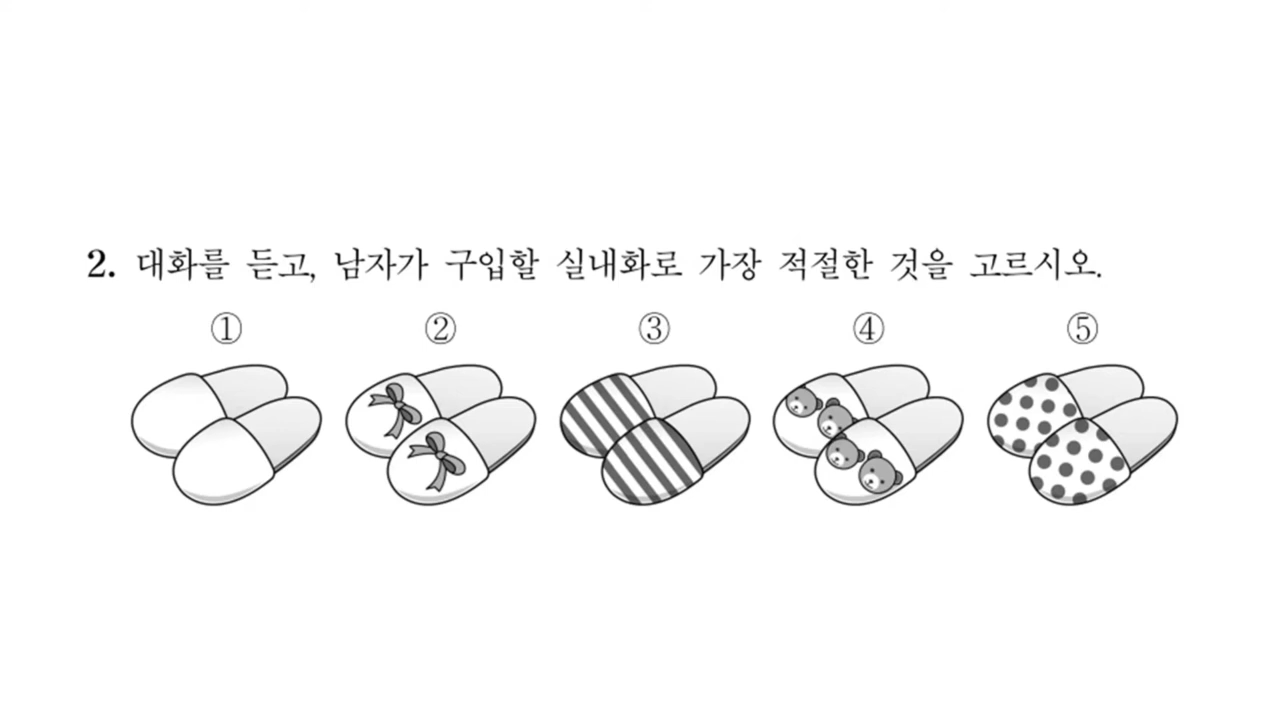 2. 대화를 듣고, 남자가 구입할 실내화로 가장 적절한 것을 고르시오.
① ② ③ ④ ⑤